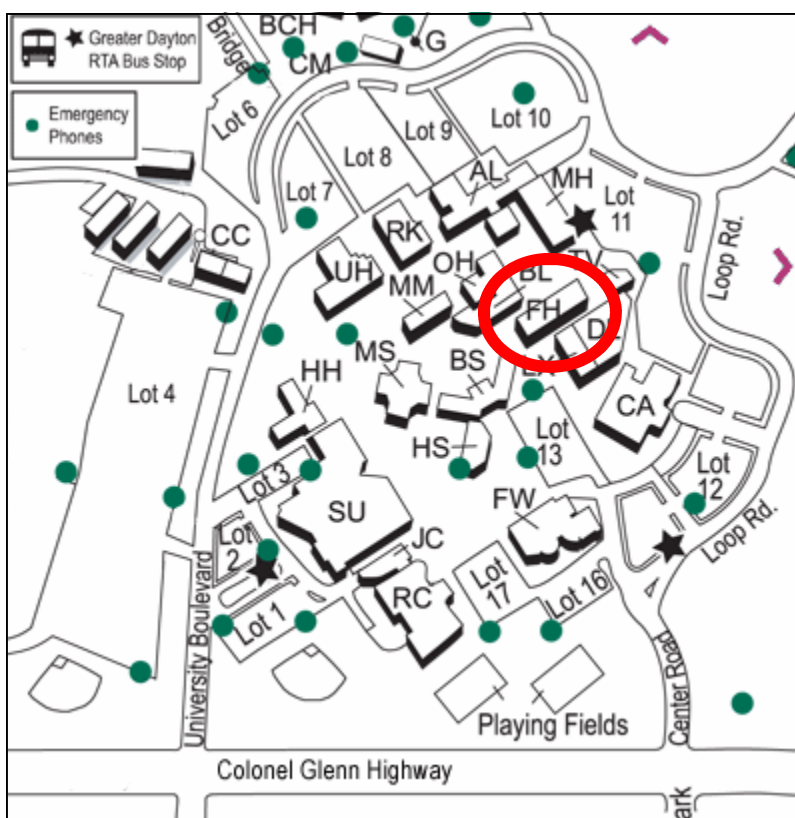 Greater Dayton
RTA Bus Stop
Emergency
Phones
Bridge
BCH
CM
G
Lot 6
Lot 7
Lot 8
Lot 9
Lot 10
AL
MH
Lot
11
Loop Rd.
CC
RK
UH
OH
BL
TV
MM
FH
MS
BS
LX
DL
HH
CA
Lot 4
HS
Lot
13
Lot
12
Lot 3
SU
FW
Loop Rd.
Lot
2
JC
Lot
17
Lot 16
RC
Lot 1
University Boulevard
Center Road
Playing Fields
Colonel Glenn Highway